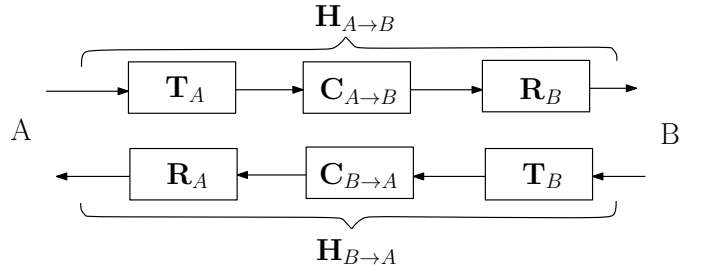 H_{A→B}
T_A C_{A→B} R_B
A B
R_A C_{B→A} T_B
H_{B→A}